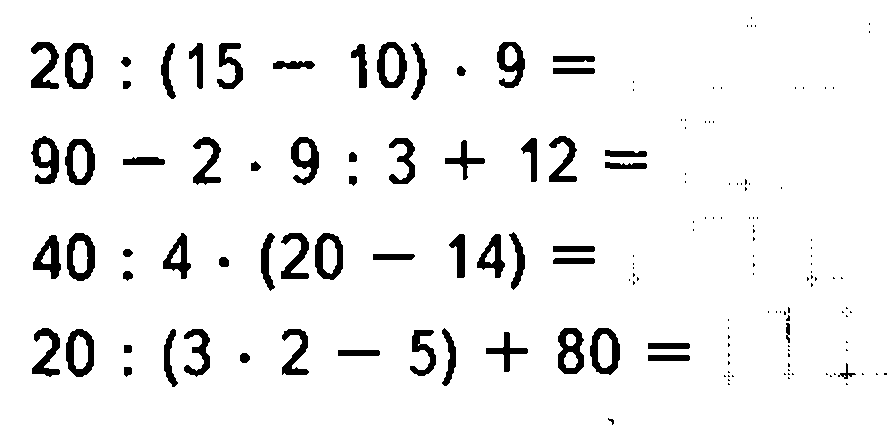 20 : (15 − 10) · 9 =
90 − 2 · 9 : 3 + 12 =
40 : 4 · (20 − 14) =
20 : (3 · 2 − 5) + 80 =